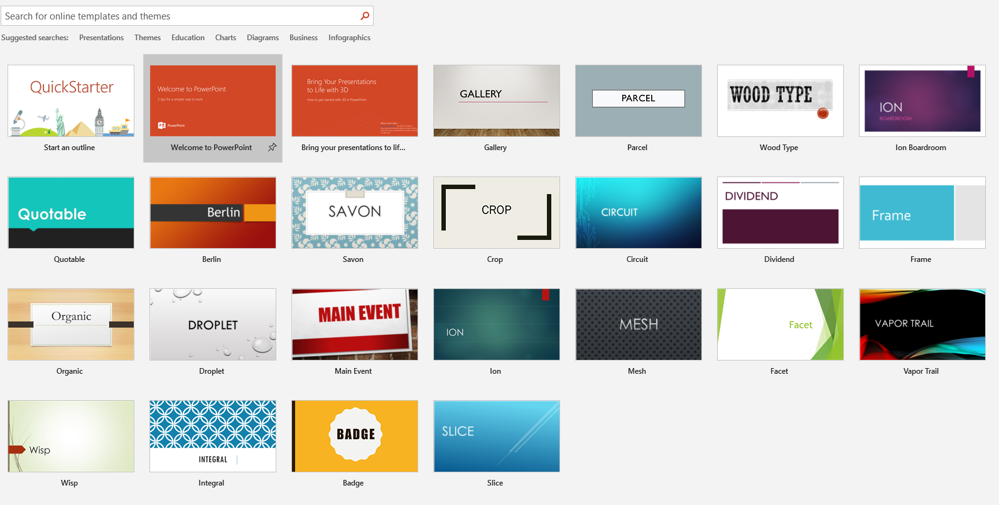 Search for online templates and themes
Suggested searches: Presentations Themes Education Charts Diagrams Business Infographics
QuickStarter
Start an outline
Welcome to PowerPoint
5 tips for a simpler way to work
PowerPoint
Welcome to PowerPoint
Bring Your Presentations
to Life with 3D
How to get started with 3D in PowerPoint
About this deck
Bring your presentations to lif...
GALLERY
Gallery
PARCEL
Parcel
WOOD TYPE
Wood Type
ION
BOARDROOM
Ion Boardroom
Quotable
Quotable
Berlin
Berlin
SAVON
Savon
CROP
Crop
CIRCUIT
Circuit
DIVIDEND
Dividend
Frame
Frame
Organic
Organic
DROPLET
Droplet
MAIN EVENT
Main Event
ION
Ion
MESH
Mesh
Facet
Facet
VAPOR TRAIL
Vapor Trail
Wisp
Wisp
INTEGRAL
Integral
BADGE
Badge
SLICE
Slice